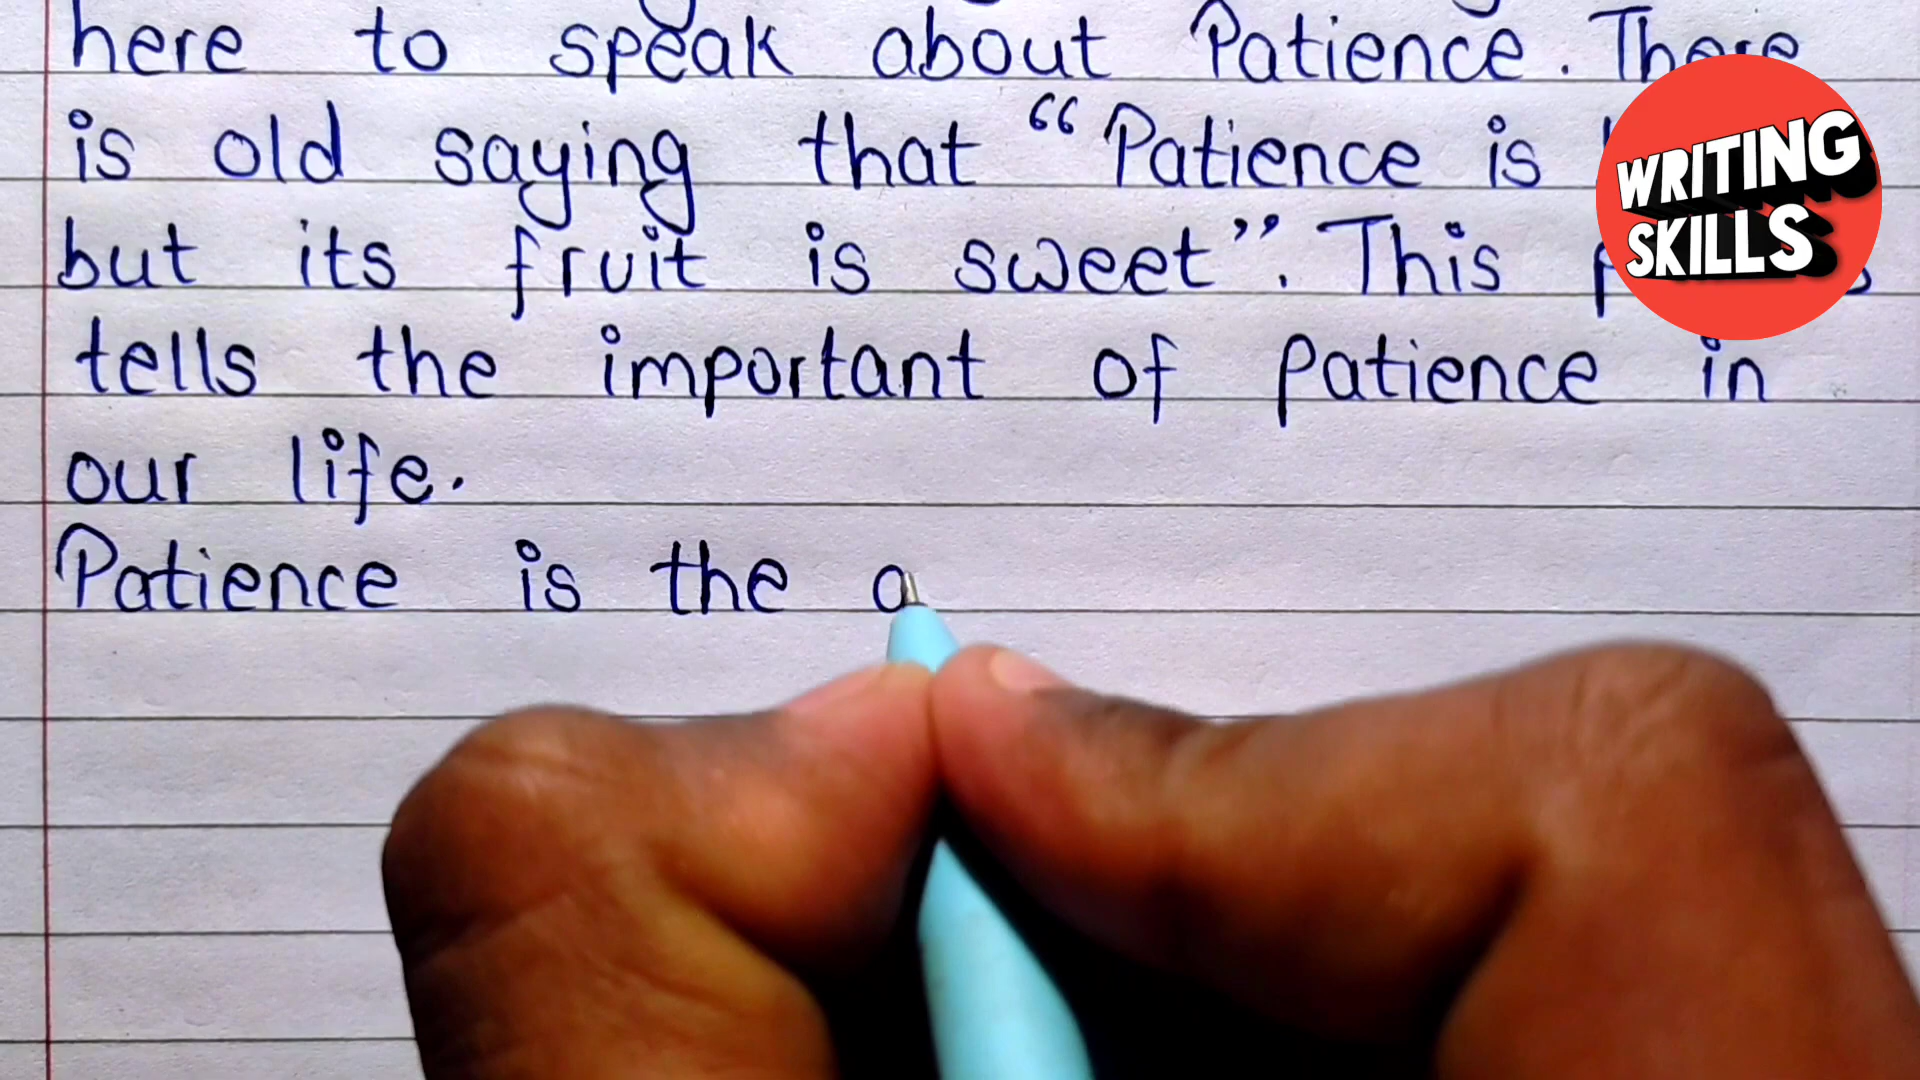 here to speak about Patience. There
is old saying that “Patience is
but its fruit is sweet”. This
tells the important of patience in
our life.
Patience is the
WRITING
SKILLS